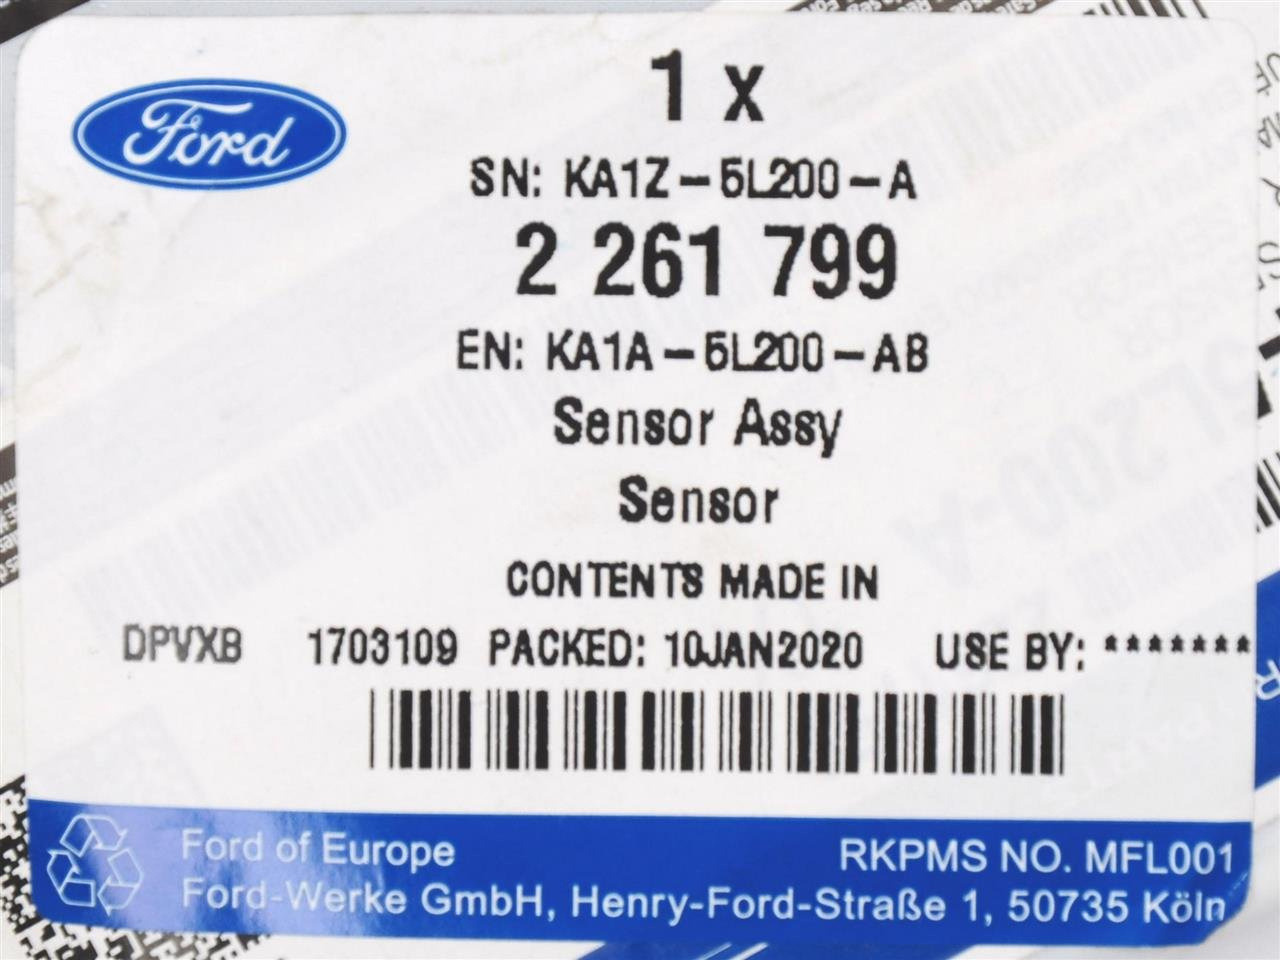 Ford
1 x
SN: KA1Z-5L200-A
2 261 799
EN: KA1A-5L200-AB
Sensor Assy
Sensor
CONTENTS MADE IN
DPVXB 1703109 PACKED: 10JAN2020 USE BY: *******
Ford of Europe RKPMS NO. MFL001
Ford-Werke GmbH, Henry-Ford-Straße 1, 50735 Köln